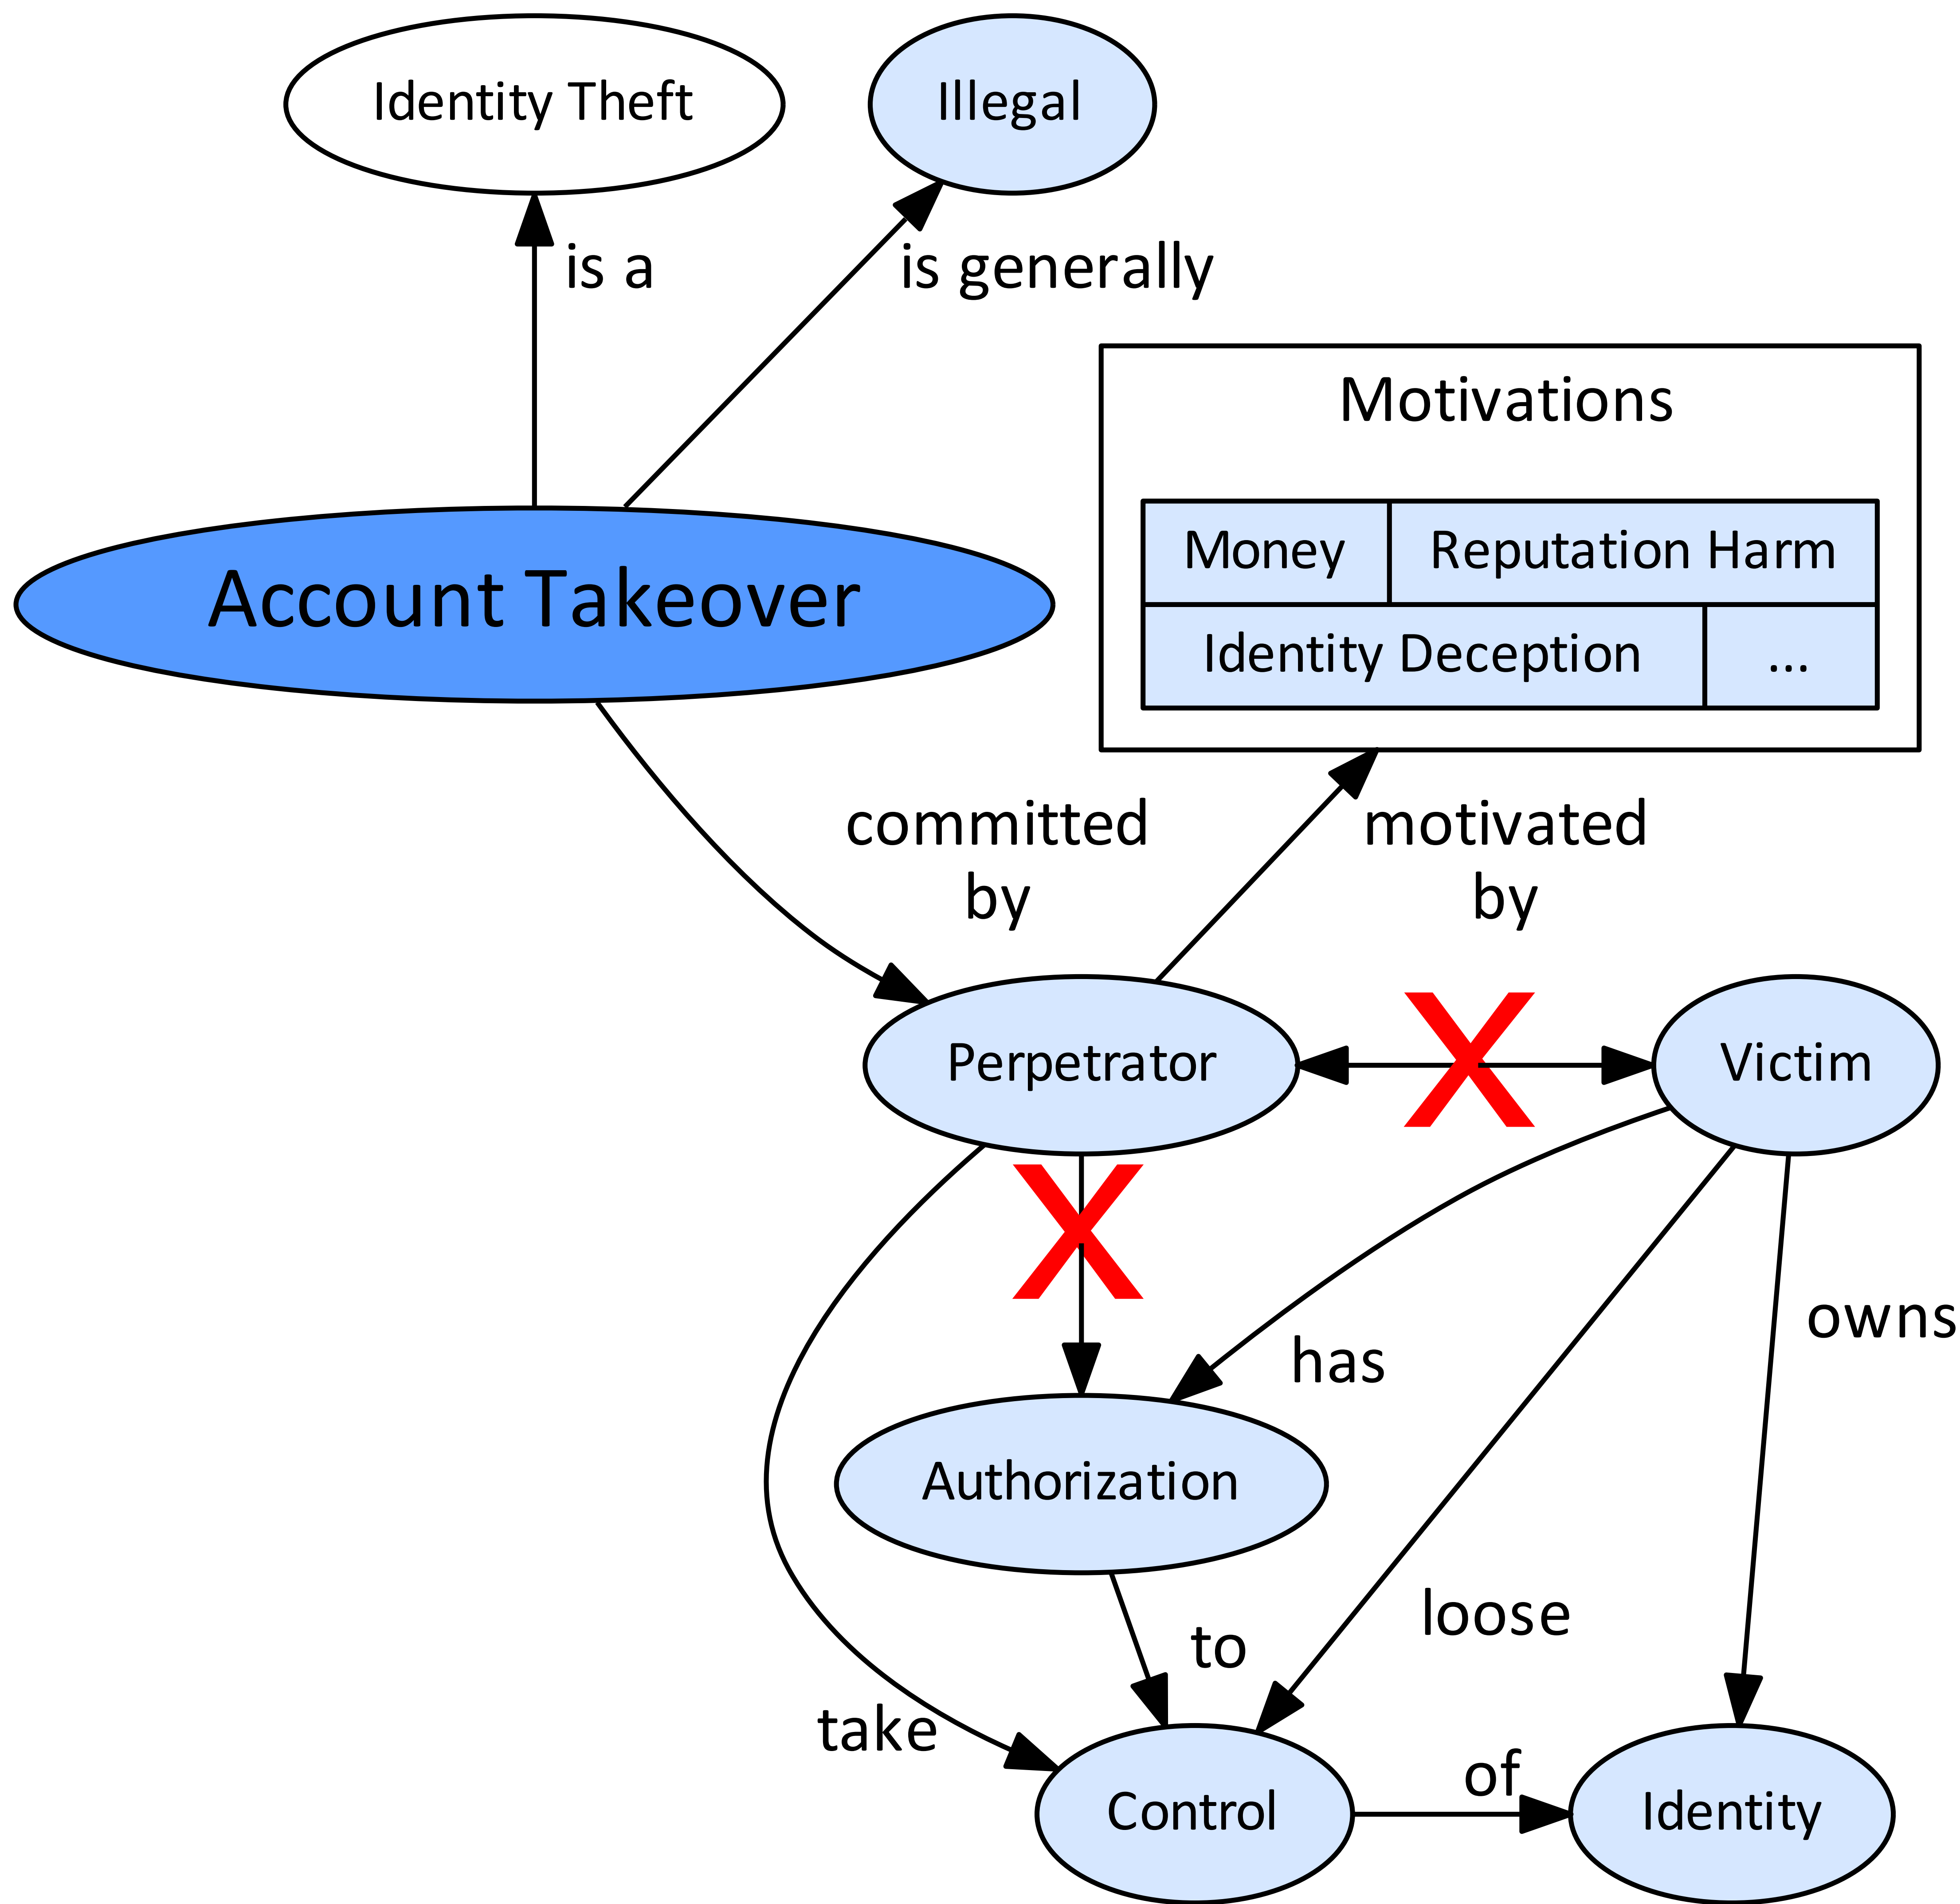 Identity Theft
Illegal
is a
is generally
Motivations
Money
Reputation Harm
Identity Deception
...
Account Takeover
committed
by
motivated
by
Perpetrator
X
Victim
X
has
owns
Authorization
to
loose
take
of
Control
Identity